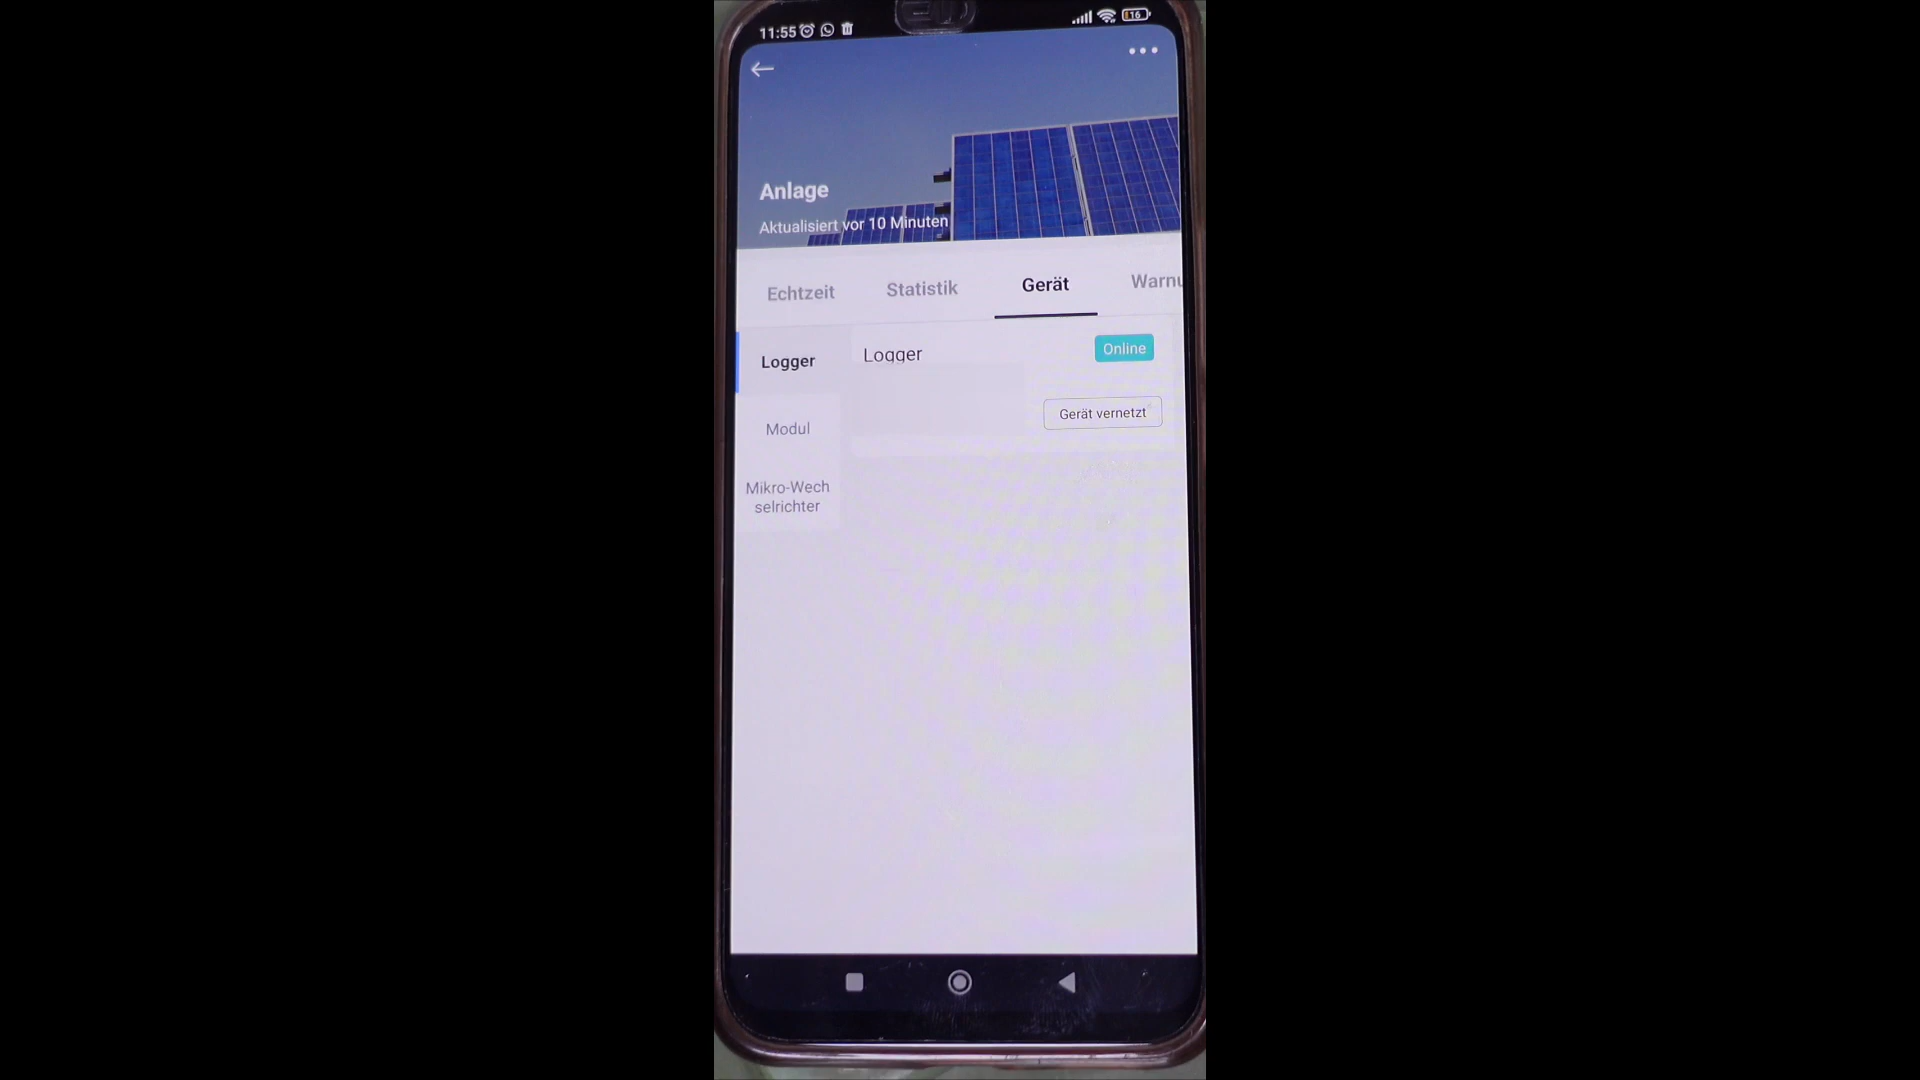 11:55
16
Anlage
Aktualisiert vor 10 Minuten
Echtzeit
Statistik
Gerät
Warnu
Logger
Logger
Online
Gerät vernetzt
Modul
Mikro-Wech
selrichter